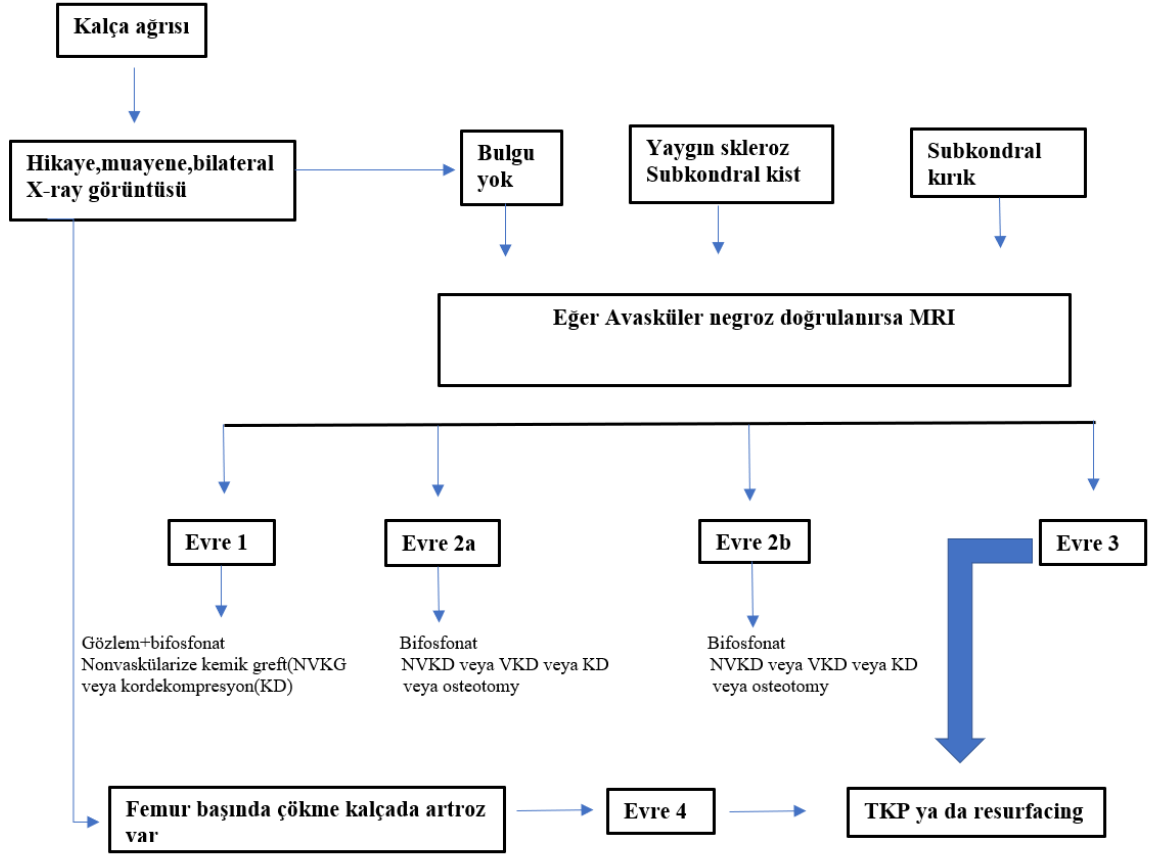 Kalça ağrısı
Hikaye,muayene,bilateral
X-ray görüntüsü
Bulgu
yok
Yaygın skleroz
Subkondral kist
Subkondral
kırık
Eğer Avasküler negroz doğrulanırsa MRI
Evre 1
Evre 2a
Evre 2b
Evre 3
Gözlem+bifosfonat
Nonvaskülarize kemik greft(NVKG
veya kordekompresyon(KD)
Bifosfonat
NVKD veya VKD veya KD
veya osteotomy
Bifosfonat
NVKD veya VKD veya KD
veya osteotomy
Femur başında çökme kalçada artroz
var
Evre 4
TKP ya da resurfacing